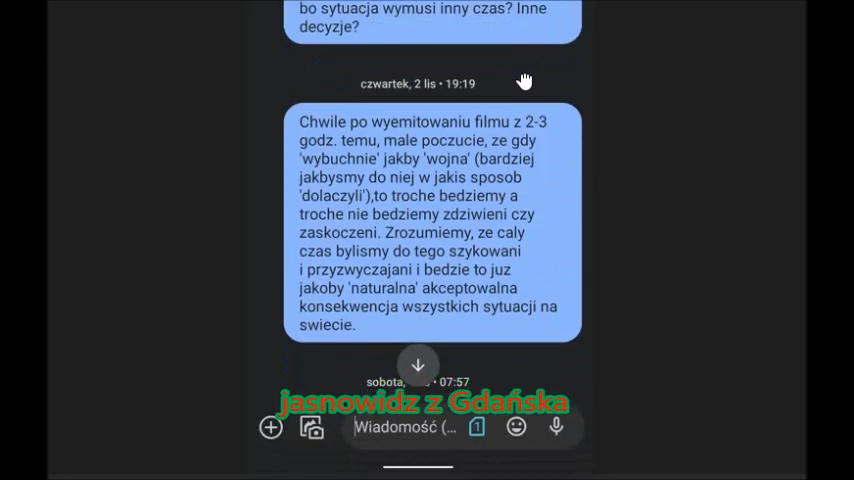 bo sytuacja wymusi inny czas? Inne
decyzje?
czwartek, 2 lis • 19:19
Chwile po wyemitowaniu filmu z 2-3
godz. temu, male poczucie, ze gdy
'wybuchnie' jakby 'wojna' (bardziej
jakbysmy do niej w jakis sposob
'dolaczyli'),to troche bedziemy a
troche nie bedziemy zdziwieni czy
zaskoczeni. Zrozumiemy, ze caly
czas bylismy do tego szykowani
i przyzwyczajani i bedzie to juz
jakoby 'naturalna' akceptowalna
konsekwencja wszystkich sytuacji na
swiecie.
sobota, • 07:57
jasnowidz z Gdańska
Wiadomość (... 1